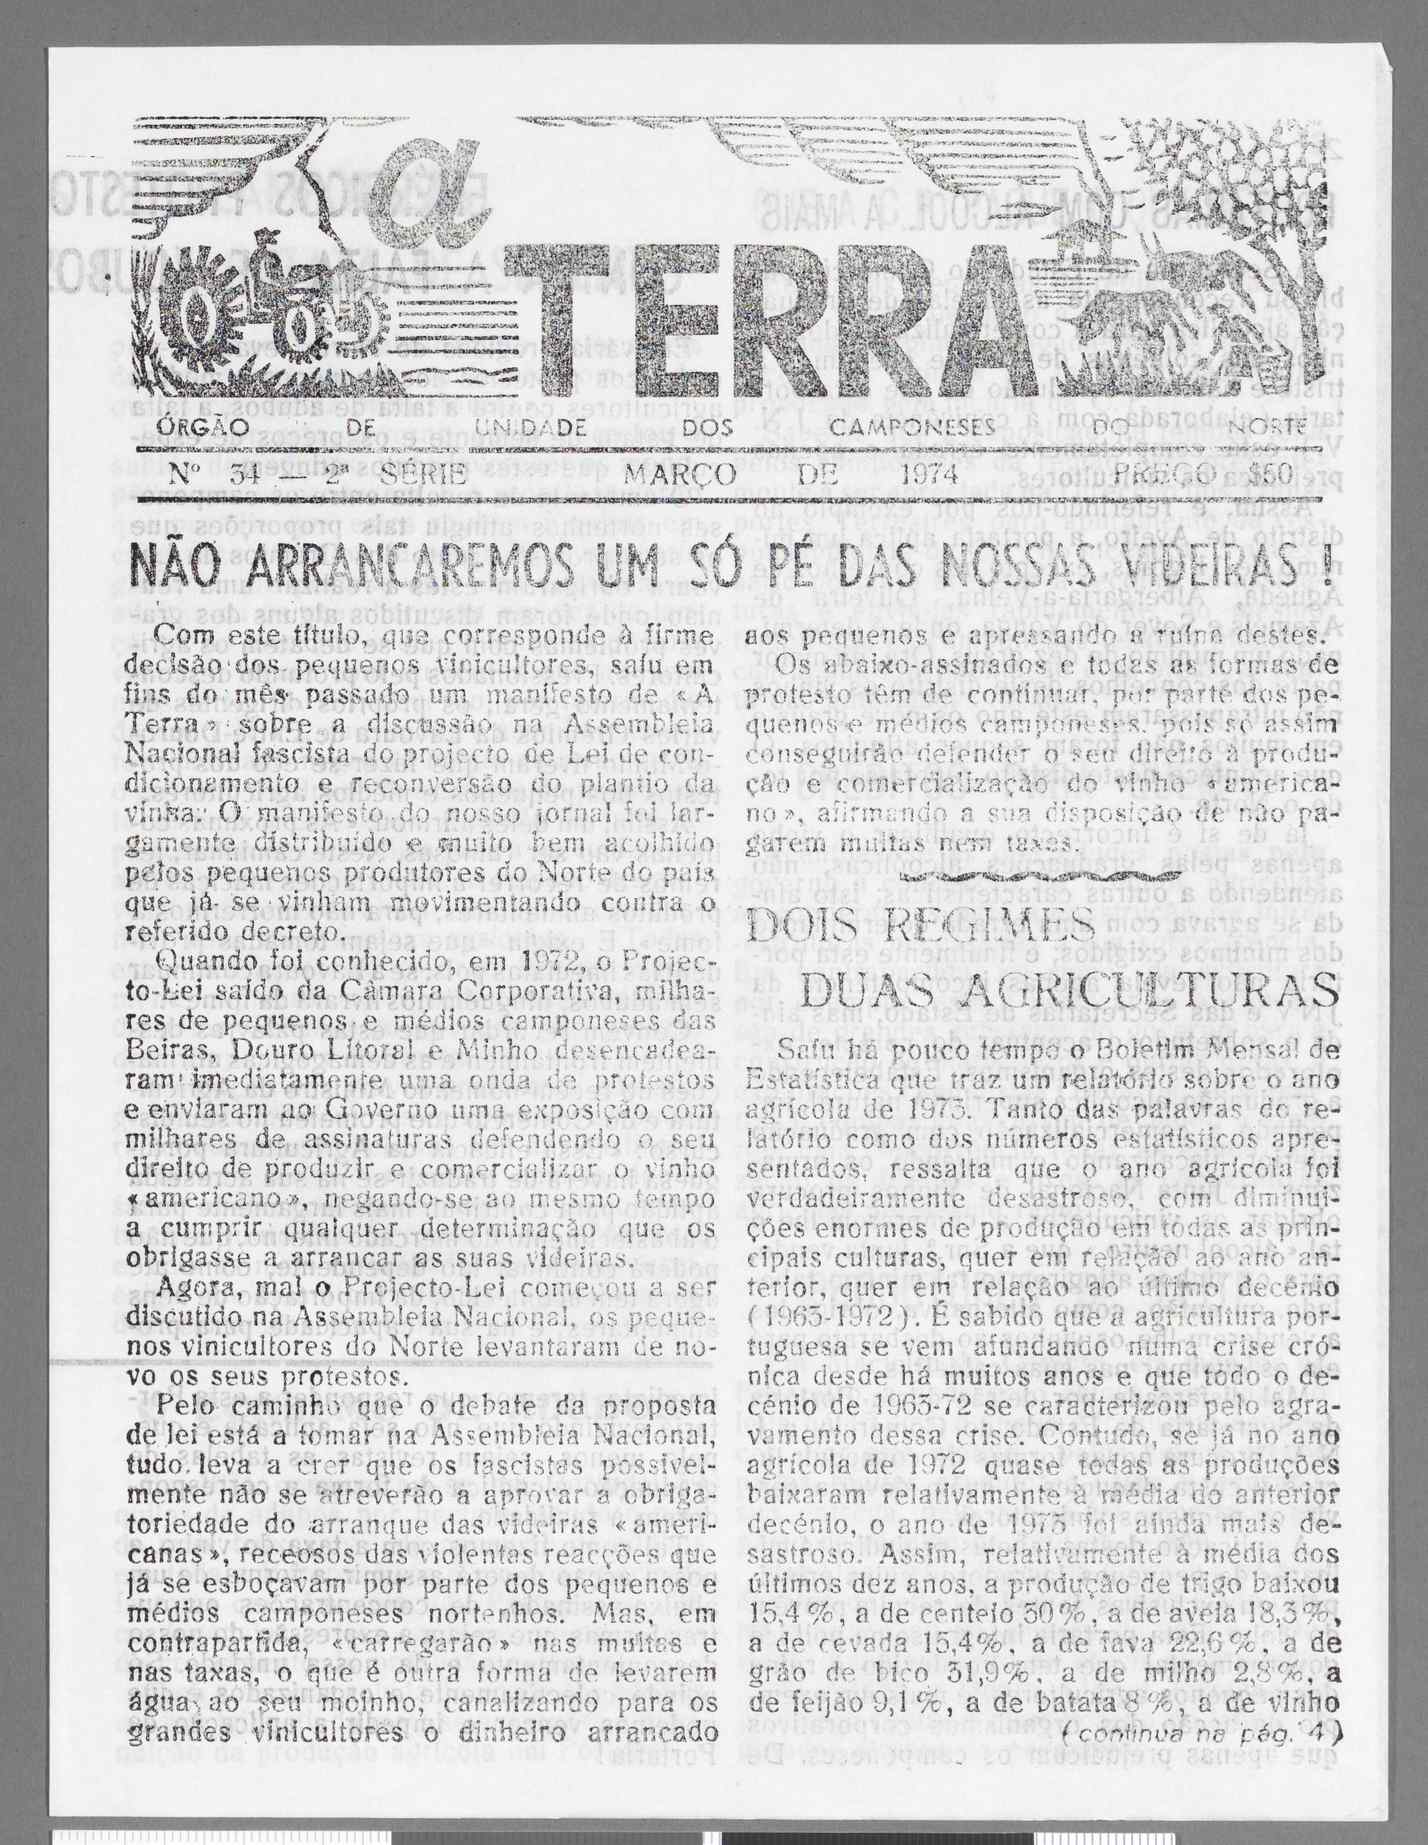 a
TERRA
ÓRGÃO DE UNIDADE DOS CAMPONESES DO NORTE
Nº 34 — 2ª SÉRIE MARÇO DE 1974 PREÇO $50
NÃO ARRANCAREMOS UM SÓ PÉ DAS NOSSAS VIDEIRAS !
Com este título, que corresponde à firme
decisão dos pequenos vinicultores, saíu em
fins do mês passado um manifesto de «A
Terra» sobre a discussão na Assembleia
Nacional fascista do projecto de Lei de con-
dicionamento e reconversão do plantio da
vinha. O manifesto do nosso jornal foi lar-
gamente distribuído e muito bem acolhido
pelos pequenos produtores do Norte do país
que já se vinham movimentando contra o
referido decreto.
Quando foi conhecido, em 1972, o Projec-
to-Lei saído da Câmara Corporativa, milha-
res de pequenos e médios camponeses das
Beiras, Douro Litoral e Minho desencadea-
ram imediatamente uma onda de protestos
e enviaram ao Governo uma exposição com
milhares de assinaturas defendendo o seu
direito de produzir e comercializar o vinho
«americano», negando-se ao mesmo tempo
a cumprir qualquer determinação que os
obrigasse a arrancar as suas videiras.
Agora, mal o Projecto-Lei começou a ser
discutido na Assembleia Nacional, os peque-
nos vinicultores do Norte levantaram de no-
vo os seus protestos.
Pelo caminho que o debate da proposta
de lei está a tomar na Assembleia Nacional,
tudo leva a crer que os fascistas possivel-
mente não se atreverão a aprovar a obriga-
toriedade do arranque das videiras «ameri-
canas», receosos das violentas reacções que
já se esboçavam por parte dos pequenos e
médios camponeses nortenhos. Mas, em
contrapartida, «carregarão» nas multas e
nas taxas, o que é outra forma de levarem
água ao seu moinho, canalizando para os
grandes vinicultores o dinheiro arrancado
aos pequenos e apressando a ruína destes.
Os abaixo-assinados e todas as formas de
protesto têm de continuar, por parte dos pe-
quenos e médios camponeses, pois só assim
conseguirão defender o seu direito à produ-
ção e comercialização do vinho «america-
no», afirmando a sua disposição de não pa-
garem multas nem taxas.
DOIS REGIMES
DUAS AGRICULTURAS
Saíu há pouco tempo o Boletim Mensal de
Estatística que traz um relatório sobre o ano
agrícola de 1973. Tanto das palavras do re-
latório como dos números estatísticos apre-
sentados, ressalta que o ano agrícola foi
verdadeiramente desastroso, com diminui-
ções enormes de produção em todas as prin-
cipais culturas, quer em relação ao ano an-
terior, quer em relação ao último decénio
(1963-1972). É sabido que a agricultura por-
tuguesa se vem afundando numa crise cró-
nica desde há muitos anos e que todo o de-
cénio de 1963-72 se caracterizou pelo agra-
vamento dessa crise. Contudo, se já no ano
agrícola de 1972 quase todas as produções
baixaram relativamente à média do anterior
decénio, o ano de 1973 foi ainda mais de-
sastroso. Assim, relativamente à média dos
últimos dez anos, a produção de trigo baixou
15,4%, a de centeio 30%, a de aveia 18,3%,
a de cevada 15,4%, a de fava 22,6%, a de
grão de bico 31,9%, a de milho 2,8%, a
de feijão 9,1%, a de batata 8%, a de vinho
(continua na pág. 4)